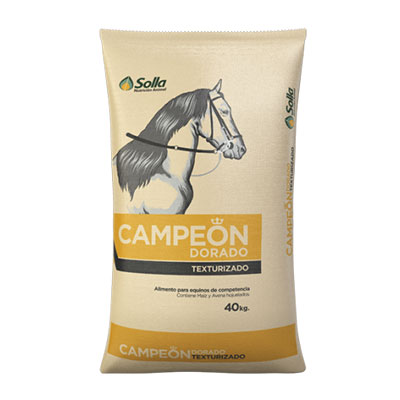 Solla
Nutrición Animal
CAMPEÓN
DORADO
TEXTURIZADO
Alimento para equinos de competencia
Contiene Maíz y Avena hojuelados
40kg.
CAMPEÓN DORADO
TEXTURIZADO
Solla
CAMPEÓN
DORADO
TEXTURIZADO